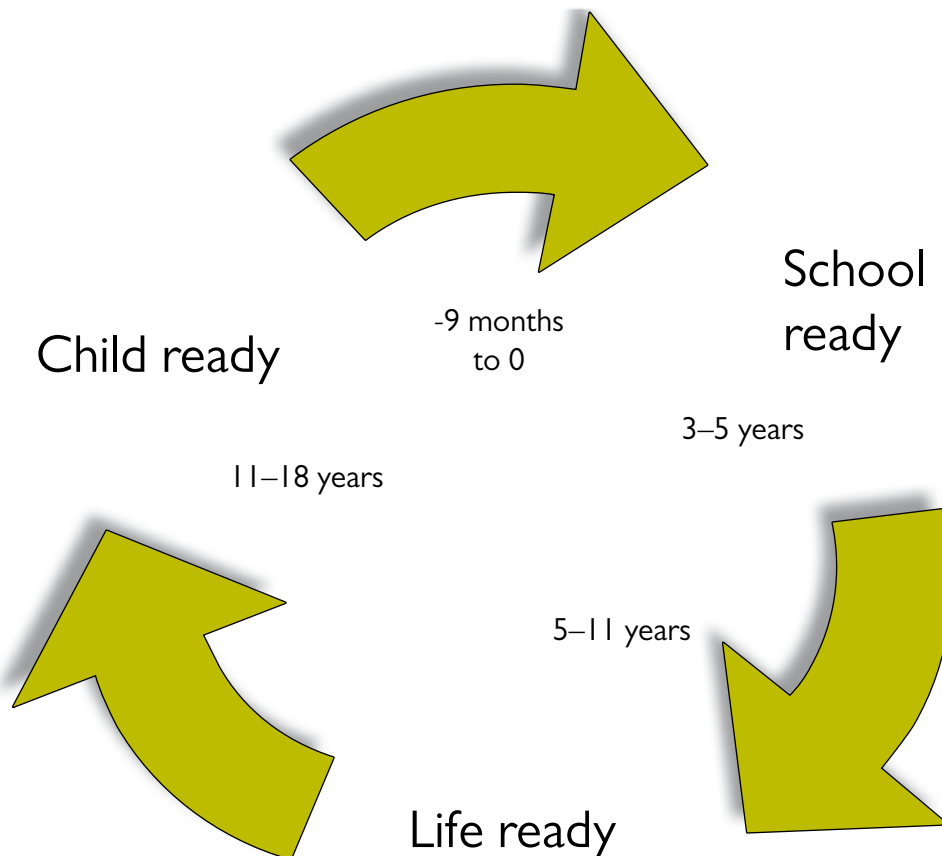 School
ready
-9 months
to 0
Child ready
3–5 years
11–18 years
5–11 years
Life ready